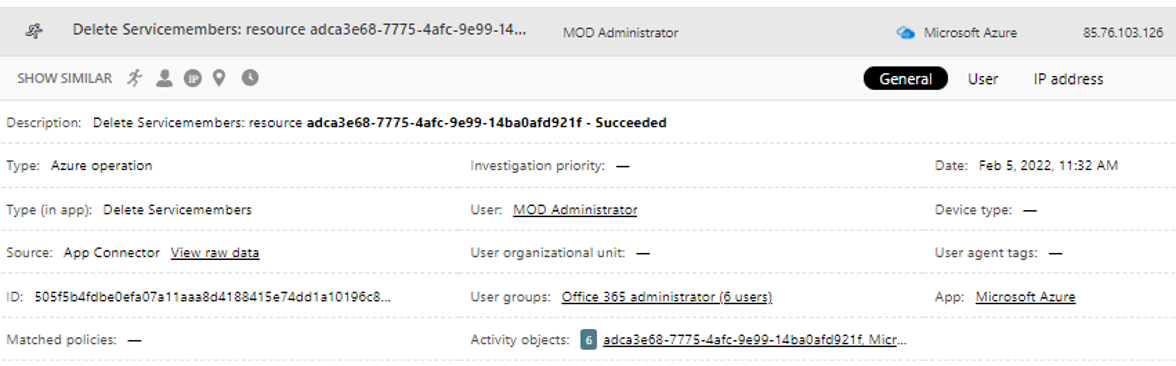 Delete Servicemembers: resource adca3e68-7775-4afc-9e99-14... MOD Administrator Microsoft Azure 85.76.103.126
SHOW SIMILAR IP General User IP address
Description: Delete Servicemembers: resource adca3e68-7775-4afc-9e99-14ba0afd921f - Succeeded
Type: Azure operation Investigation priority: — Date: Feb 5, 2022, 11:32 AM
Type (in app): Delete Servicemembers User: MOD Administrator Device type: —
Source: App Connector View raw data User organizational unit: — User agent tags: —
ID: 505f5b4fdbe0efa07a11aaa8d4188415e74dd1a10196c8... User groups: Office 365 administrator (6 users) App: Microsoft Azure
Matched policies: — Activity objects: 6 adca3e68-7775-4afc-9e99-14ba0afd921f, Micr...